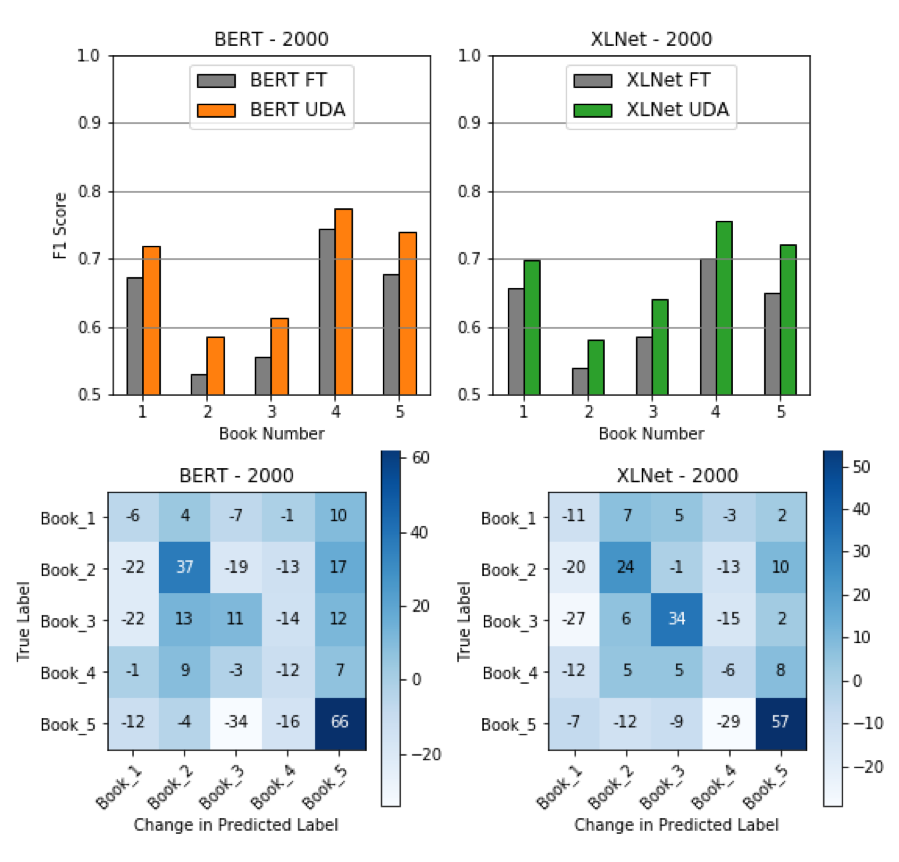 BERT - 2000
1.0
0.9
0.8
0.7
0.6
0.5
F1 Score
BERT FT
BERT UDA
1 2 3 4 5
Book Number
XLNet - 2000
1.0
0.9
0.8
0.7
0.6
0.5
XLNet FT
XLNet UDA
1 2 3 4 5
Book Number
BERT - 2000
True Label
Book_1 -6 4 -7 -1 10
Book_2 -22 37 -19 -13 17
Book_3 -22 13 11 -14 12
Book_4 -1 9 -3 -12 7
Book_5 -12 -4 -34 -16 66
Book_1 Book_2 Book_3 Book_4 Book_5
Change in Predicted Label
60
40
20
0
−20
XLNet - 2000
True Label
Book_1 -11 7 5 -3 2
Book_2 -20 24 -1 -13 10
Book_3 -27 6 34 -15 2
Book_4 -12 5 5 -6 8
Book_5 -7 -12 -9 -29 57
Book_1 Book_2 Book_3 Book_4 Book_5
Change in Predicted Label
50
40
30
20
10
0
−10
−20